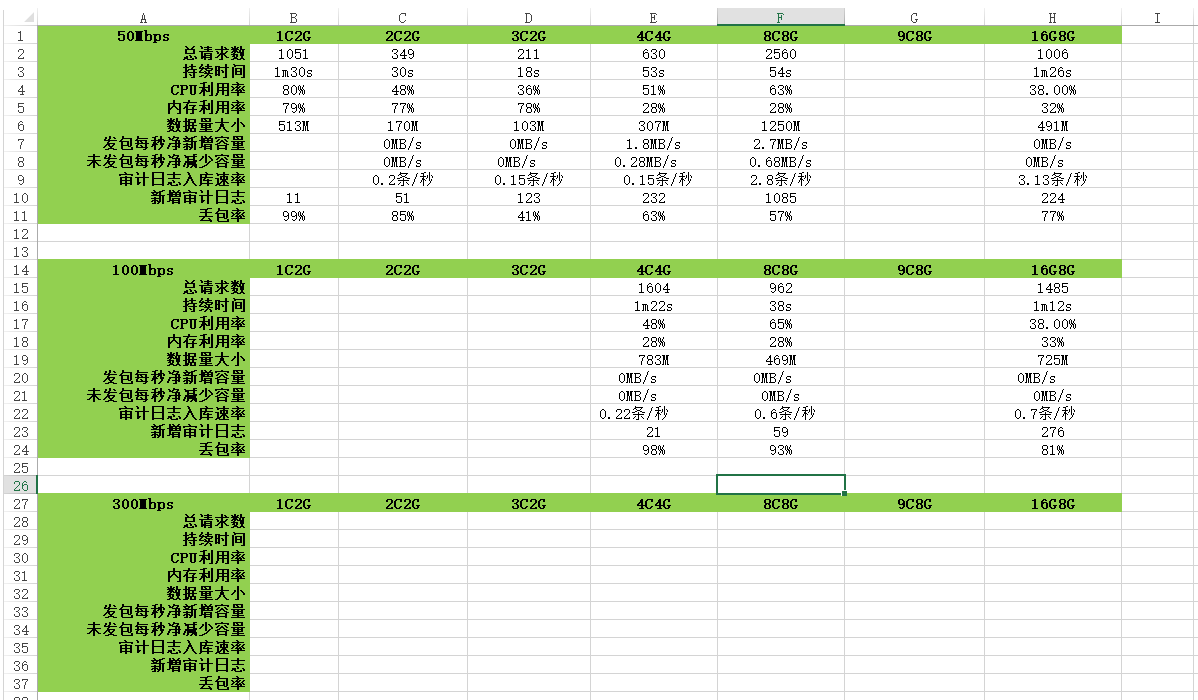 A B C D E F G H I
1 50Mbps 1C2G 2C2G 3C2G 4C4G 8C8G 9C8G 16G8G
2 总请求数 1051 349 211 630 2560 1006
3 持续时间 1m30s 30s 18s 53s 54s 1m26s
4 CPU利用率 80% 48% 36% 51% 63% 38.00%
5 内存利用率 79% 77% 78% 28% 28% 32%
6 数据量大小 513M 170M 103M 307M 1250M 491M
7 发包每秒净新增容量 0MB/s 0MB/s 1.8MB/s 2.7MB/s 0MB/s
8 未发包每秒净减少容量 0MB/s 0MB/s 0.28MB/s 0.68MB/s 0MB/s
9 审计日志入库速率 0.2条/秒 0.15条/秒 0.15条/秒 2.8条/秒 3.13条/秒
10 新增审计日志 11 51 123 232 1085 224
11 丢包率 99% 85% 41% 63% 57% 77%
12
13
14 100Mbps 1C2G 2C2G 3C2G 4C4G 8C8G 9C8G 16G8G
15 总请求数 1604 962 1485
16 持续时间 1m22s 38s 1m12s
17 CPU利用率 48% 65% 38.00%
18 内存利用率 28% 28% 33%
19 数据量大小 783M 469M 725M
20 发包每秒净新增容量 0MB/s 0MB/s 0MB/s
21 未发包每秒净减少容量 0MB/s 0MB/s 0MB/s
22 审计日志入库速率 0.22条/秒 0.6条/秒 0.7条/秒
23 新增审计日志 21 59 276
24 丢包率 98% 93% 81%
25
26
27 300Mbps 1C2G 2C2G 3C2G 4C4G 8C8G 9C8G 16G8G
28 总请求数
29 持续时间
30 CPU利用率
31 内存利用率
32 数据量大小
33 发包每秒净新增容量
34 未发包每秒净减少容量
35 审计日志入库速率
36 新增审计日志
37 丢包率